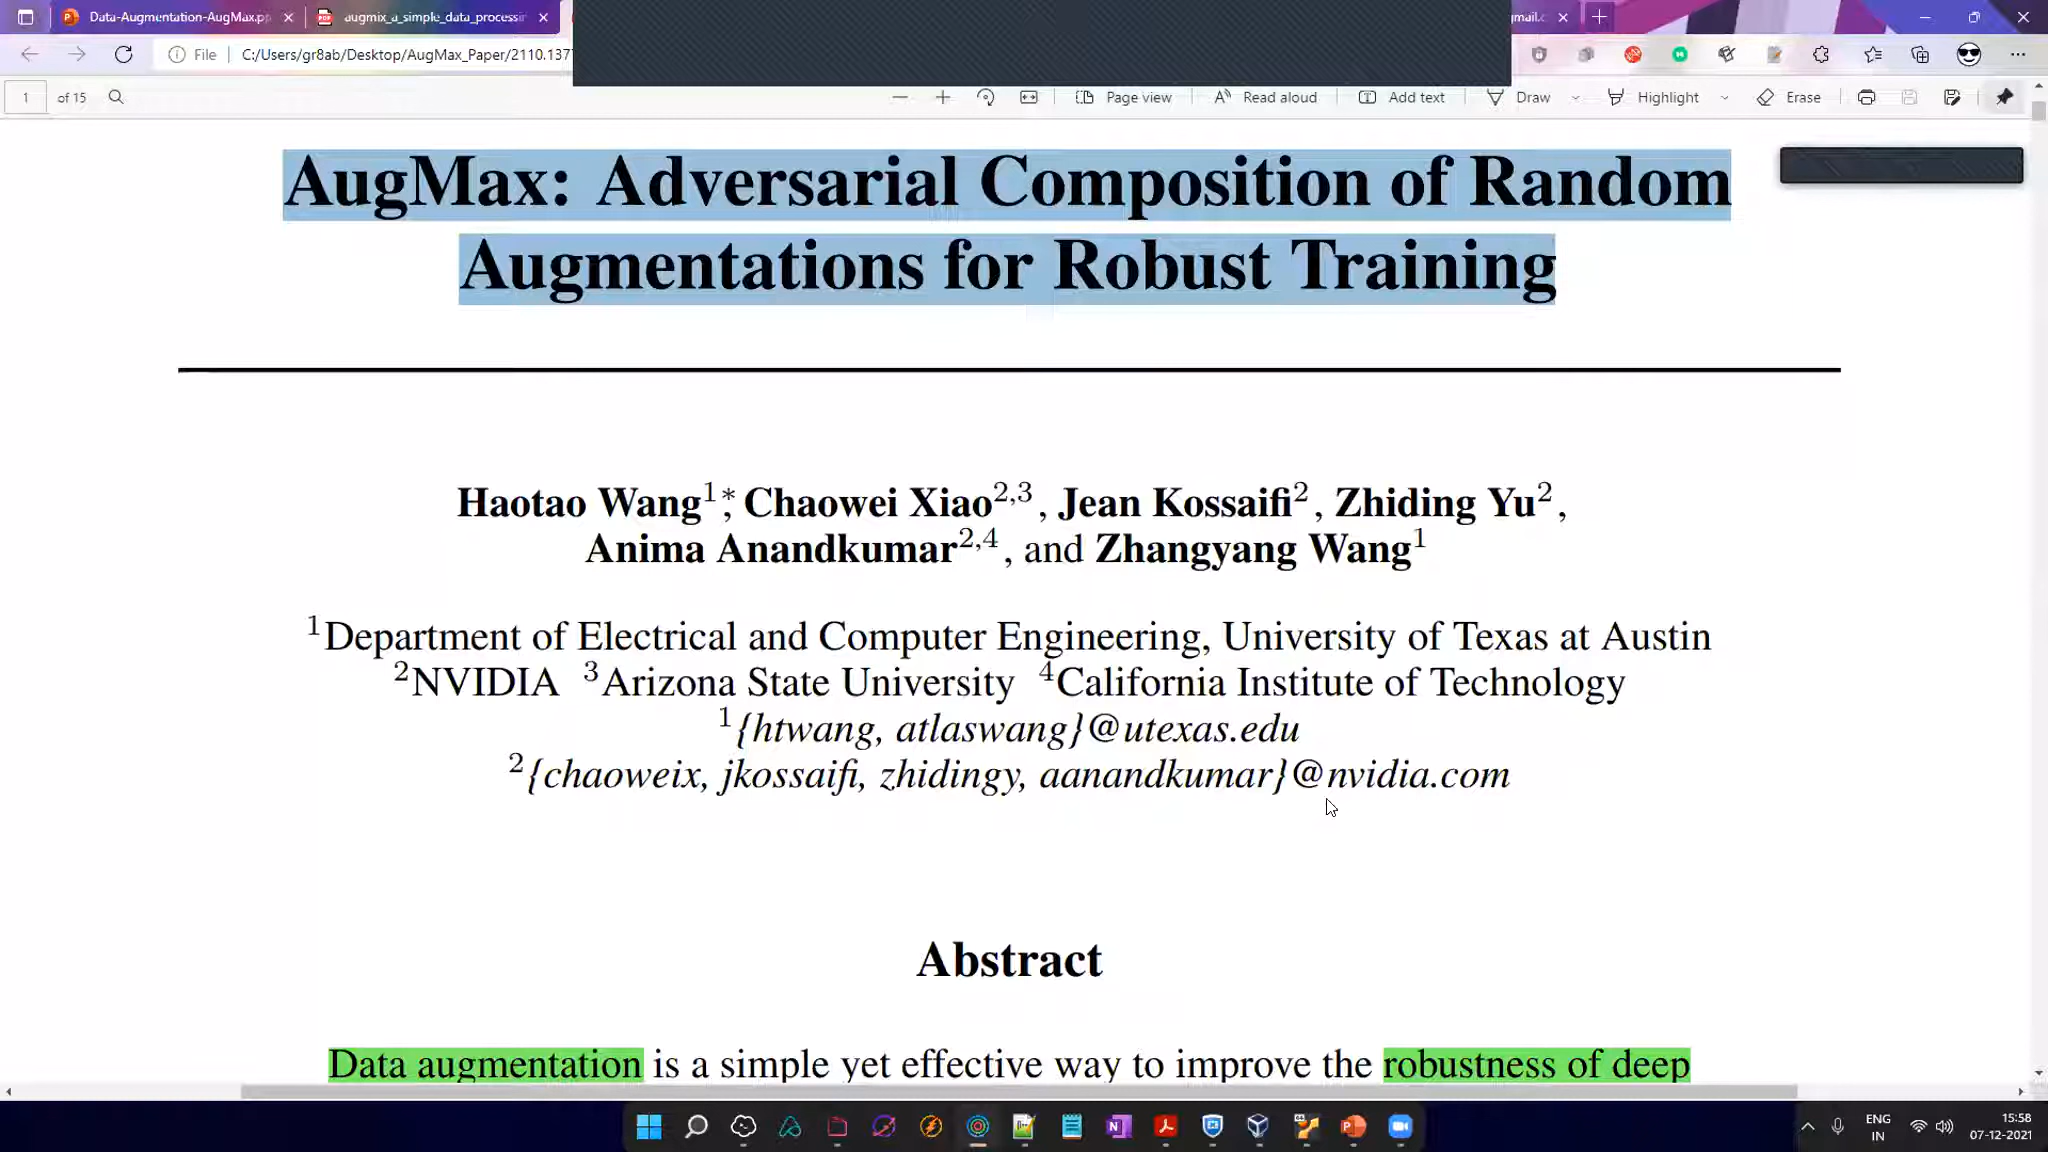 Data-Augmentation-AugMax.pp
augmix_a_simple_data_processin
gmail.c
File
C:/Users/gr8ab/Desktop/AugMax_Paper/2110.137
1 of 15
Page view
Read aloud
Add text
Draw
Highlight
Erase
AugMax: Adversarial Composition of Random
Augmentations for Robust Training
Haotao Wang1*, Chaowei Xiao2,3, Jean Kossaifi2, Zhiding Yu2,
Anima Anandkumar2,4, and Zhangyang Wang1
1Department of Electrical and Computer Engineering, University of Texas at Austin
2NVIDIA 3Arizona State University 4California Institute of Technology
1{htwang, atlaswang}@utexas.edu
2{chaoweix, jkossaifi, zhidingy, aanandkumar}@nvidia.com
Abstract
Data augmentation is a simple yet effective way to improve the robustness of deep
ENG
IN
15:58
07-12-2021